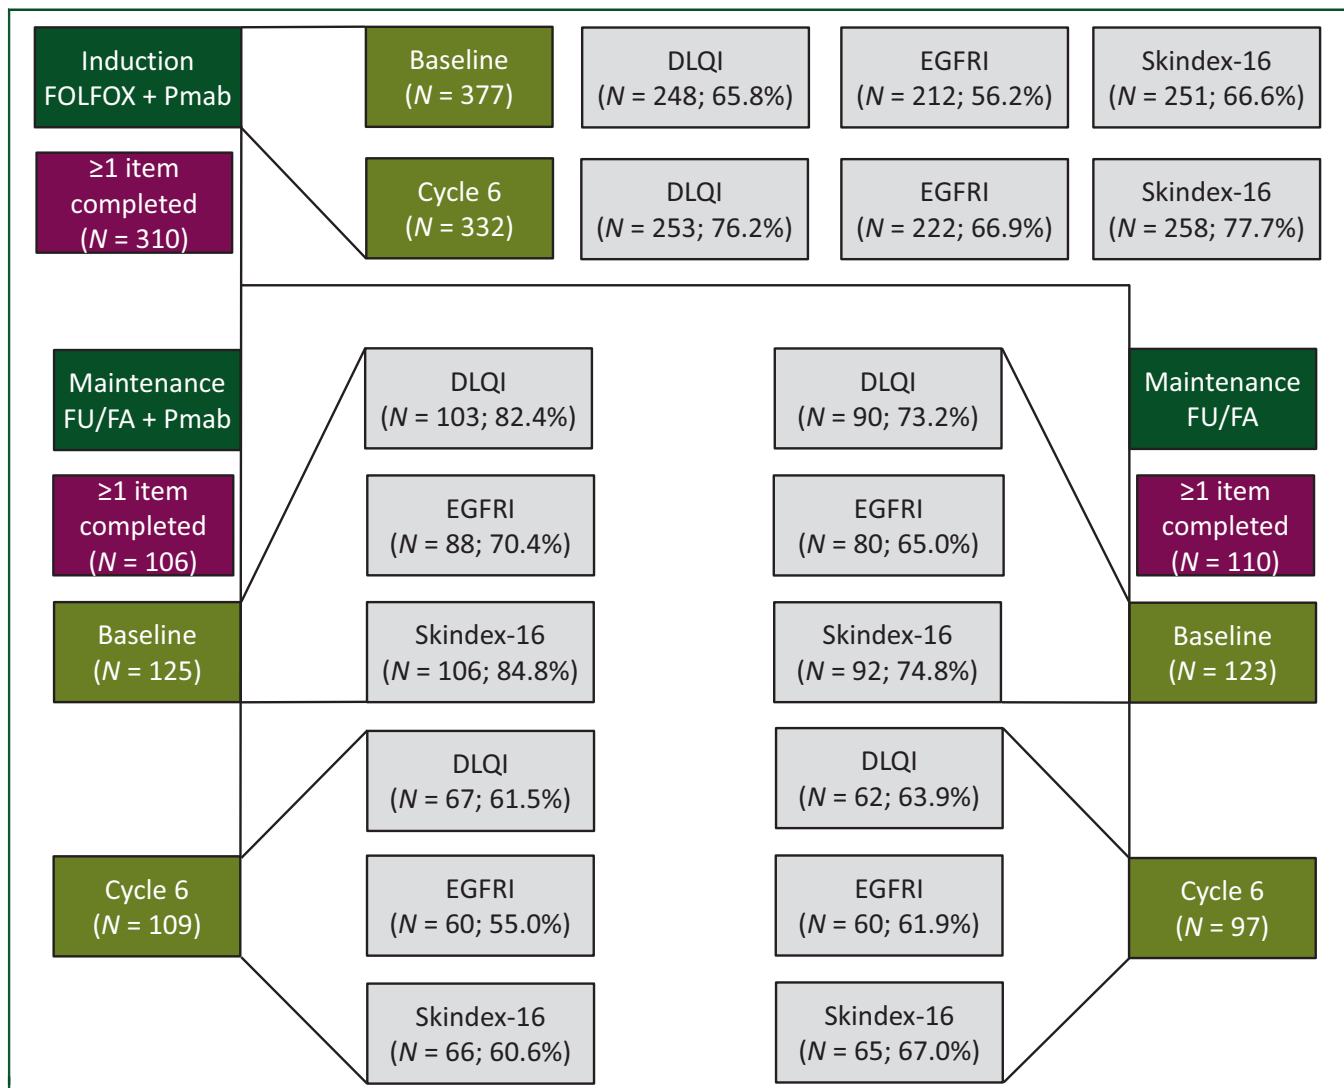 Induction
FOLFOX + Pmab
Baseline
(N = 377)
DLQI
(N = 248; 65.8%)
EGFRI
(N = 212; 56.2%)
Skindex-16
(N = 251; 66.6%)
≥1 item
completed
(N = 310)
Cycle 6
(N = 332)
DLQI
(N = 253; 76.2%)
EGFRI
(N = 222; 66.9%)
Skindex-16
(N = 258; 77.7%)
Maintenance
FU/FA + Pmab
DLQI
(N = 103; 82.4%)
DLQI
(N = 90; 73.2%)
Maintenance
FU/FA
≥1 item
completed
(N = 106)
EGFRI
(N = 88; 70.4%)
EGFRI
(N = 80; 65.0%)
≥1 item
completed
(N = 110)
Baseline
(N = 125)
Skindex-16
(N = 106; 84.8%)
Skindex-16
(N = 92; 74.8%)
Baseline
(N = 123)
DLQI
(N = 67; 61.5%)
DLQI
(N = 62; 63.9%)
Cycle 6
(N = 109)
EGFRI
(N = 60; 55.0%)
EGFRI
(N = 60; 61.9%)
Cycle 6
(N = 97)
Skindex-16
(N = 66; 60.6%)
Skindex-16
(N = 65; 67.0%)